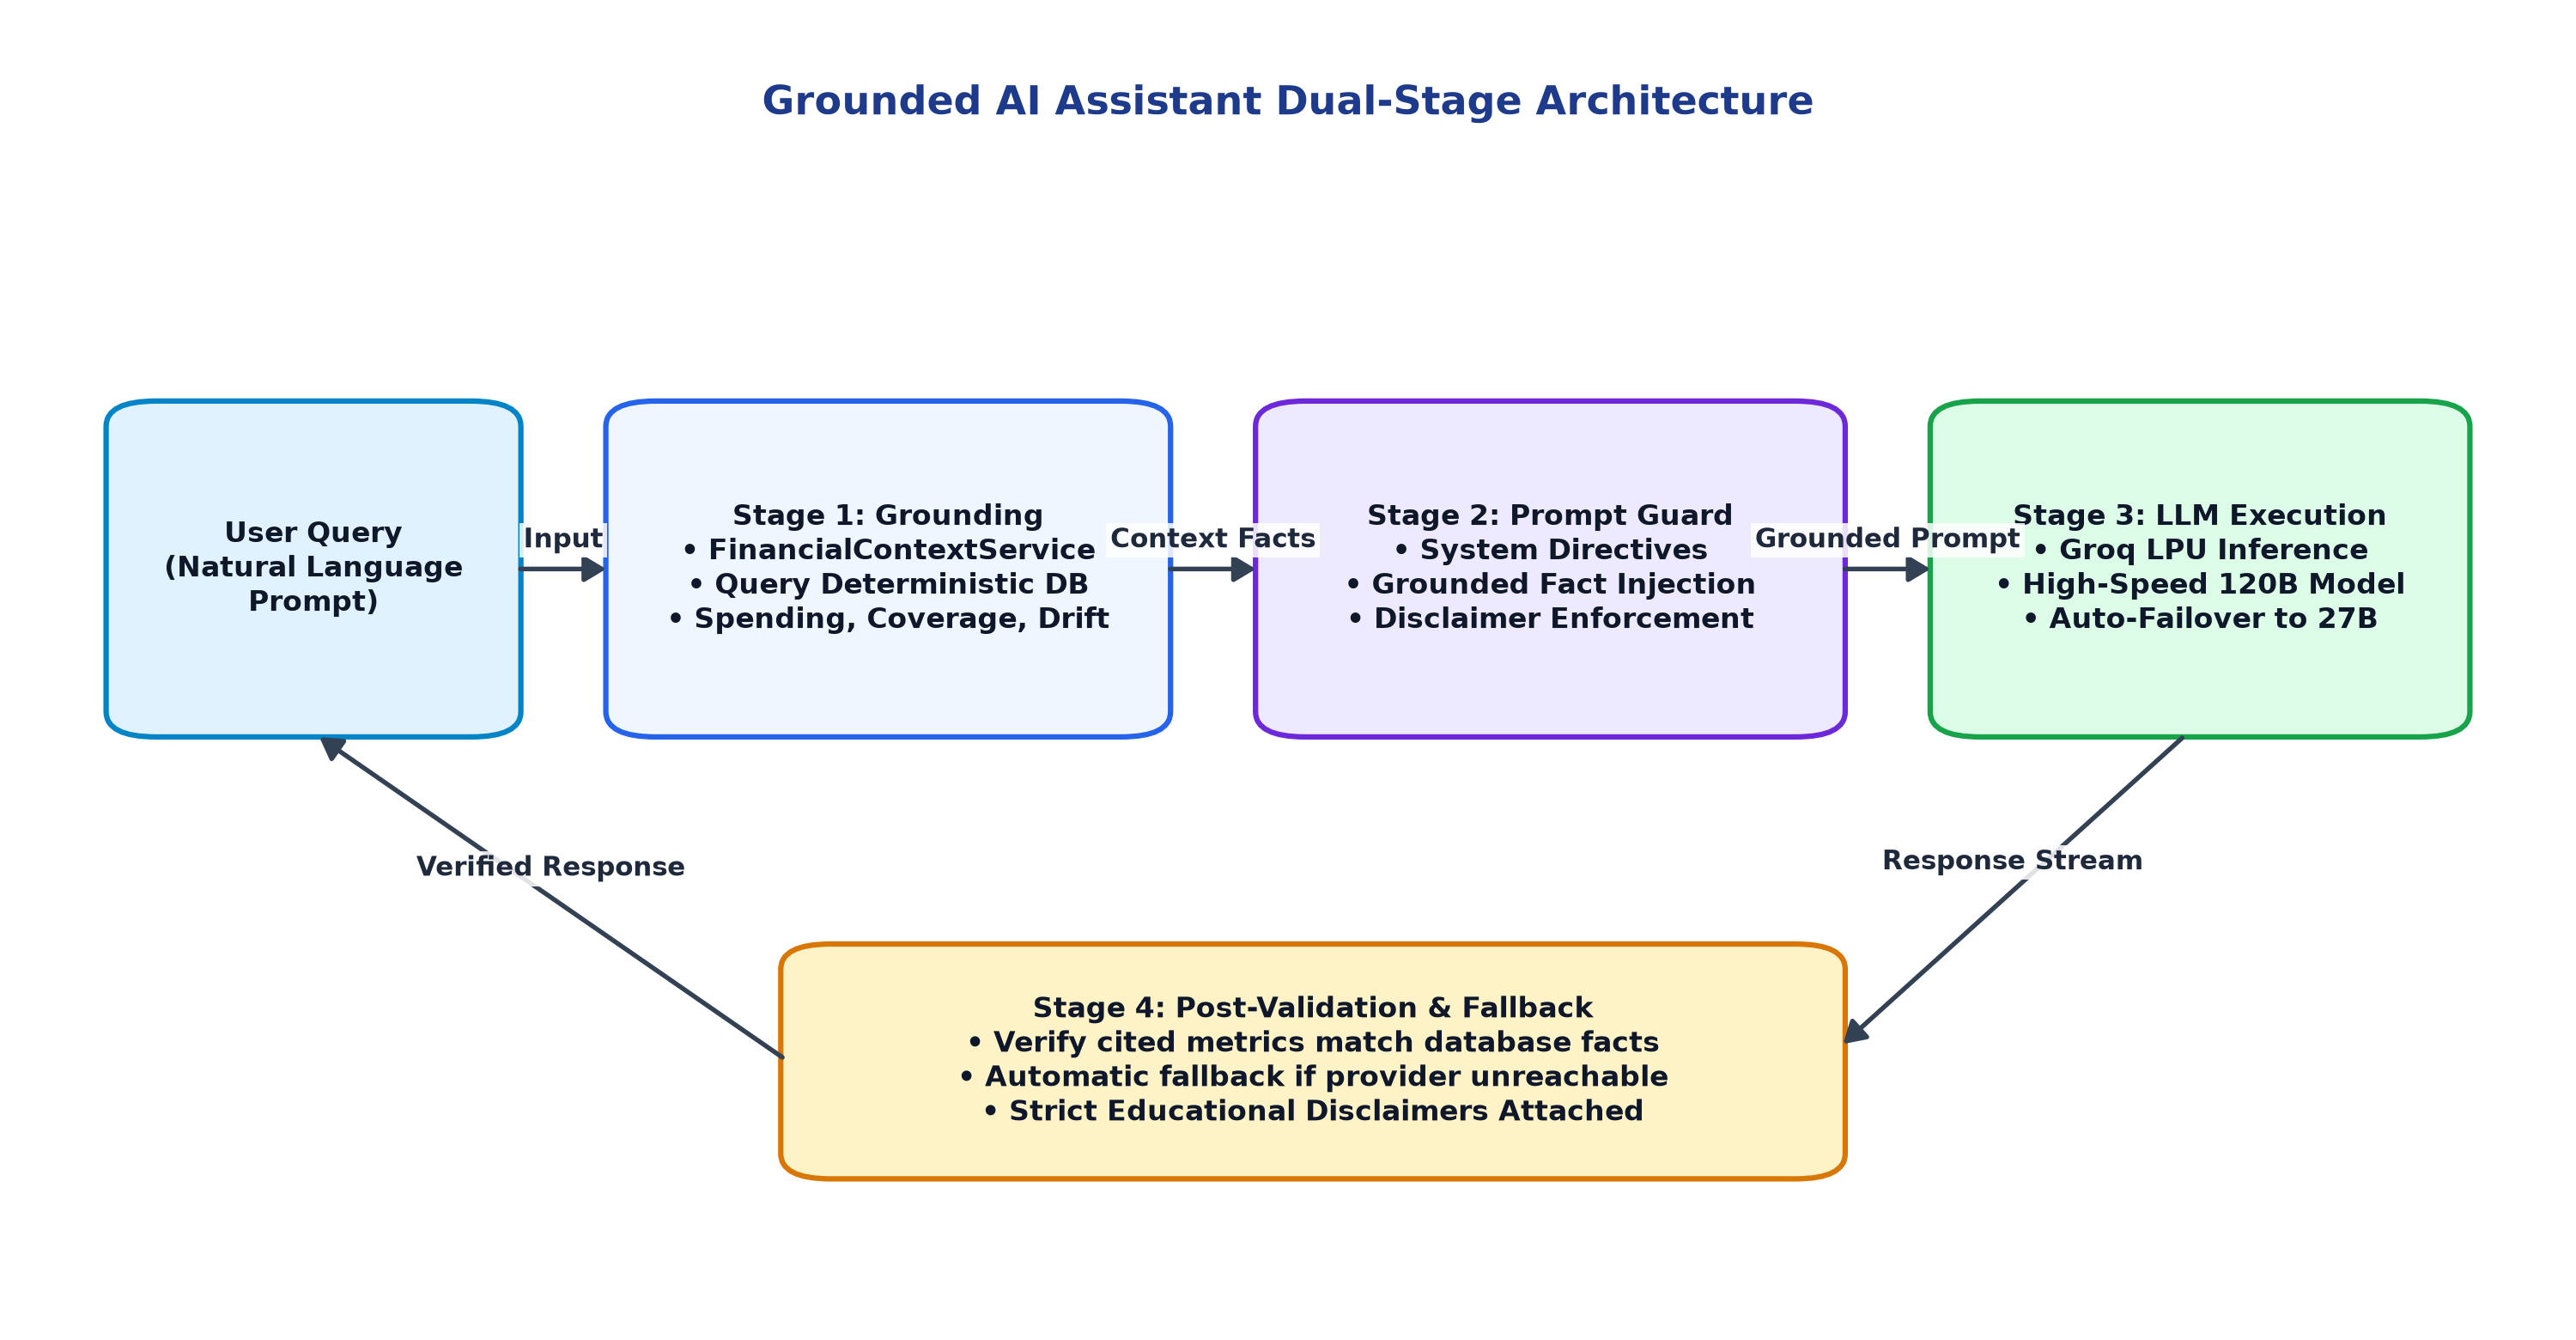 Grounded AI Assistant Dual-Stage Architecture
User Query
(Natural Language
Prompt)
Input
Stage 1: Grounding
• FinancialContextService
• Query Deterministic DB
• Spending, Coverage, Drift
Context Facts
Stage 2: Prompt Guard
• System Directives
• Grounded Fact Injection
• Disclaimer Enforcement
Grounded Prompt
Stage 3: LLM Execution
• Groq LPU Inference
• High-Speed 120B Model
• Auto-Failover to 27B
Response Stream
Stage 4: Post-Validation & Fallback
• Verify cited metrics match database facts
• Automatic fallback if provider unreachable
• Strict Educational Disclaimers Attached
Verified Response